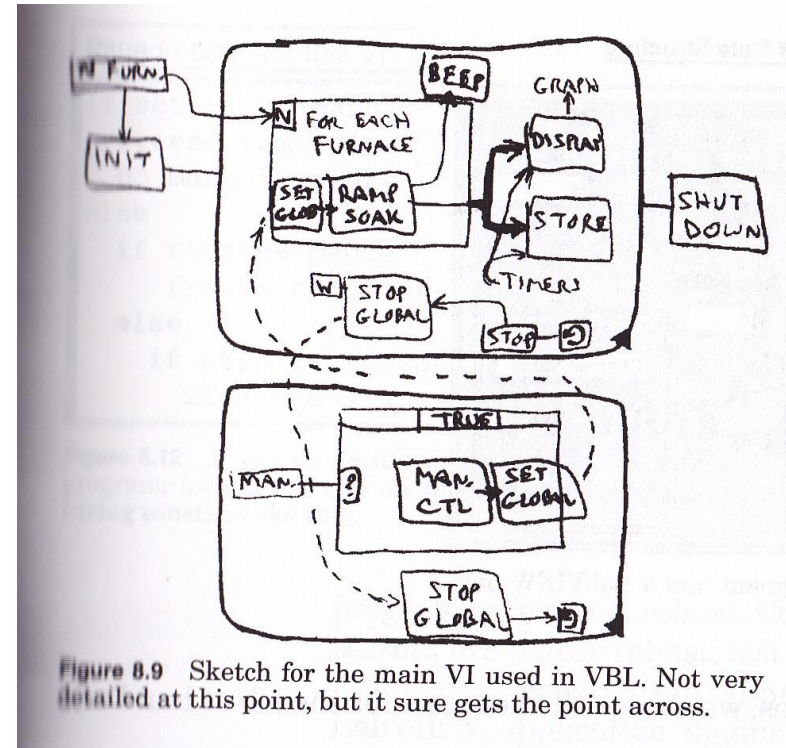 N FURN.
INIT
BEEP
GRAPH
N FOR EACH
FURNACE
DISPLAY
SET
GLOB
RAMP
SOAK
STORE
SHUT
DOWN
TIMERS
W
STOP
GLOBAL
STOP
TRUE
MAN.
?
MAN.
CTL
SET
GLOBAL
STOP
GLOBAL
Figure 8.9 Sketch for the main VI used in VBL. Not very
detailed at this point, but it sure gets the point across.